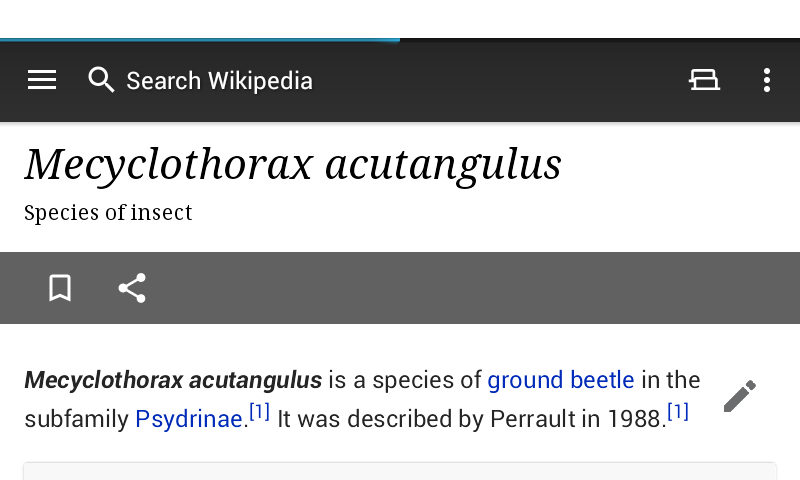 Search Wikipedia
Mecyclothorax acutangulus
Species of insect
Mecyclothorax acutangulus is a species of ground beetle in the
subfamily Psydrinae.[1] It was described by Perrault in 1988.[1]